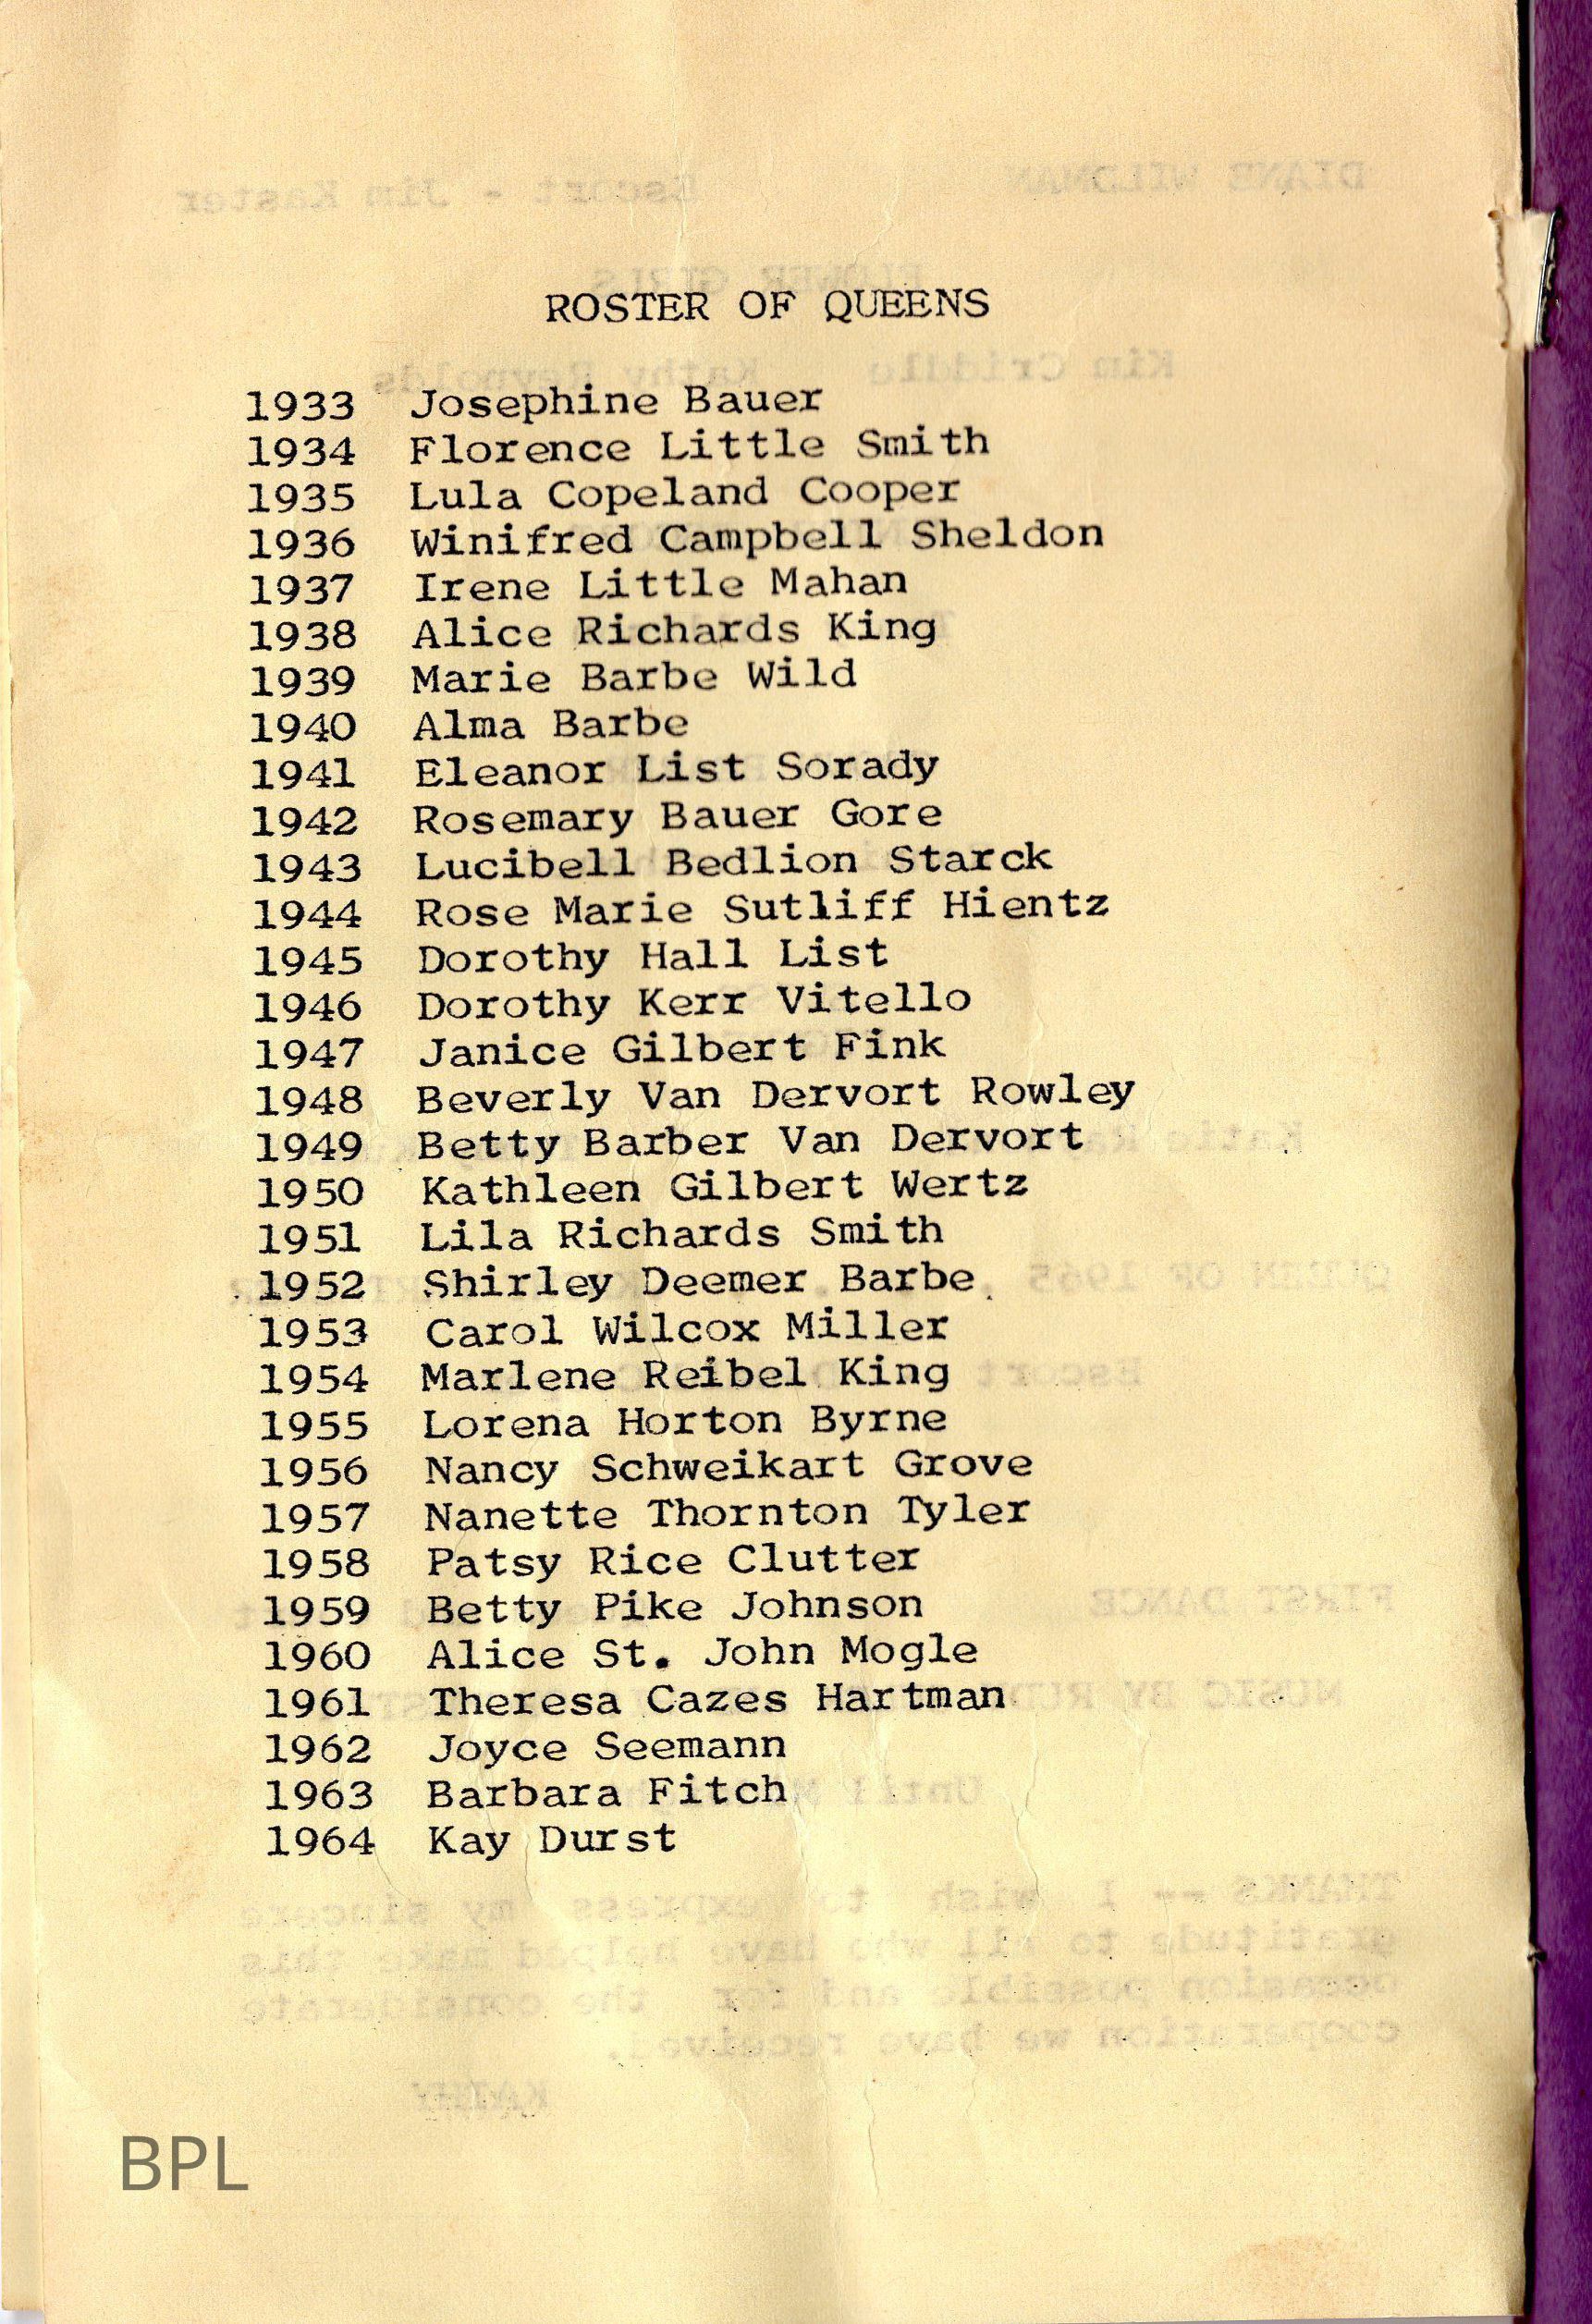 ROSTER OF QUEENS
1933 Josephine Bauer
1934 Florence Little Smith
1935 Lula Copeland Cooper
1936 Winifred Campbell Sheldon
1937 Irene Little Mahan
1938 Alice Richards King
1939 Marie Barbe Wild
1940 Alma Barbe
1941 Eleanor List Sorady
1942 Rosemary Bauer Gore
1943 Lucibell Bedlion Starck
1944 Rose Marie Sutliff Hientz
1945 Dorothy Hall List
1946 Dorothy Kerr Vitello
1947 Janice Gilbert Fink
1948 Beverly Van Dervort Rowley
1949 Betty Barber Van Dervort
1950 Kathleen Gilbert Wertz
1951 Lila Richards Smith
1952 Shirley Deemer Barbe
1953 Carol Wilcox Miller
1954 Marlene Reibel King
1955 Lorena Horton Byrne
1956 Nancy Schweikart Grove
1957 Nanette Thornton Tyler
1958 Patsy Rice Clutter
1959 Betty Pike Johnson
1960 Alice St. John Mogle
1961 Theresa Cazes Hartman
1962 Joyce Seemann
1963 Barbara Fitch
1964 Kay Durst
BPL